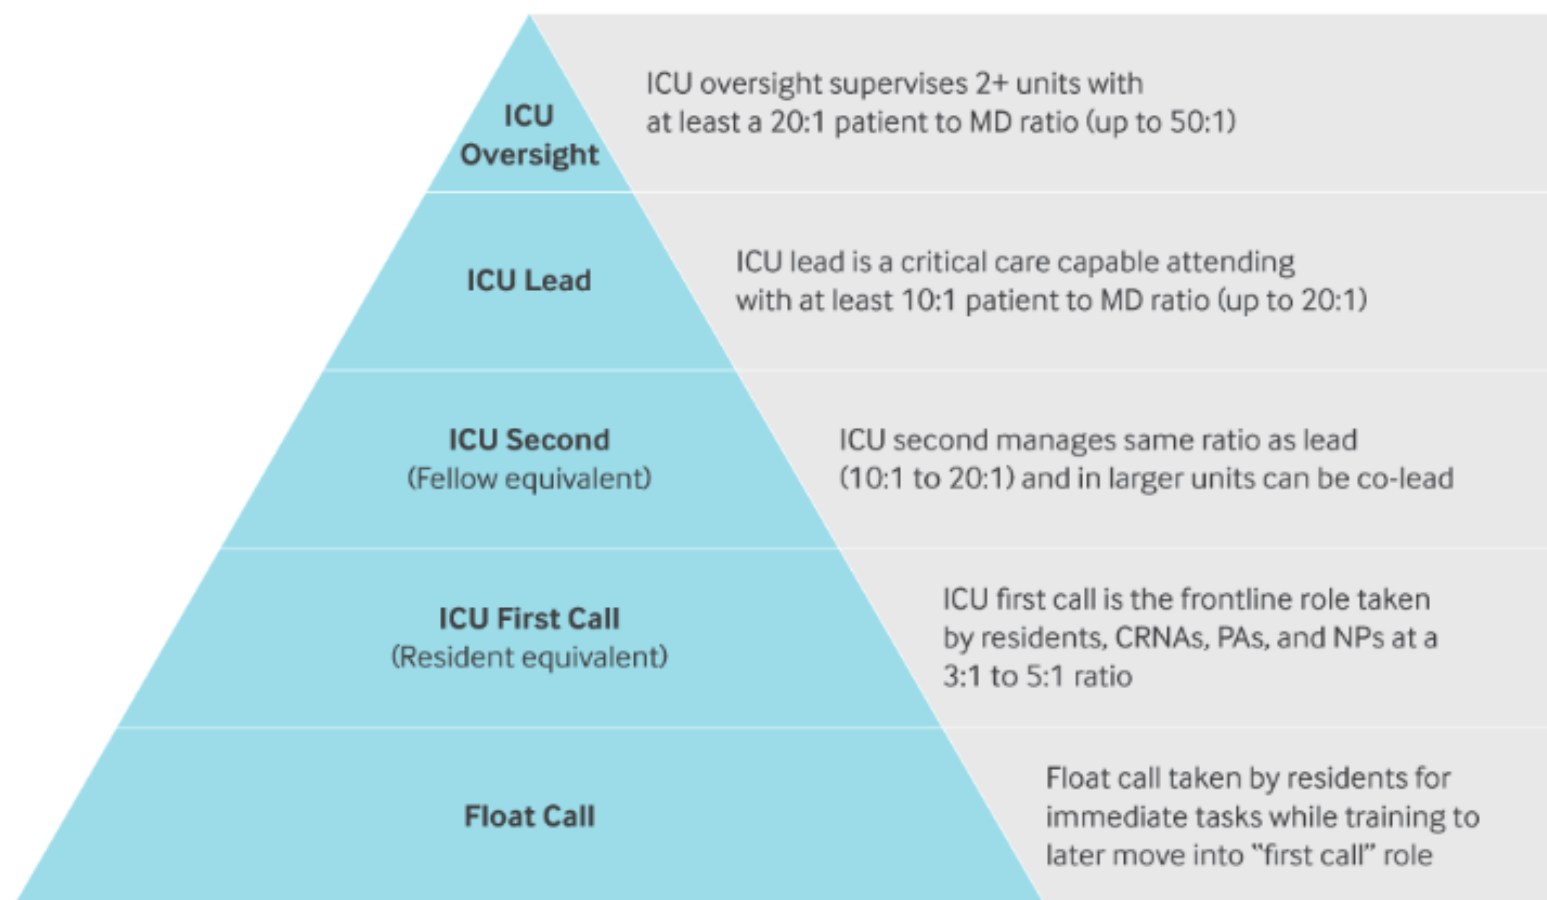 ICU
Oversight
ICU oversight supervises 2+ units with
at least a 20:1 patient to MD ratio (up to 50:1)
ICU Lead
ICU lead is a critical care capable attending
with at least 10:1 patient to MD ratio (up to 20:1)
ICU Second
(Fellow equivalent)
ICU second manages same ratio as lead
(10:1 to 20:1) and in larger units can be co-lead
ICU First Call
(Resident equivalent)
ICU first call is the frontline role taken
by residents, CRNAs, PAs, and NPs at a
3:1 to 5:1 ratio
Float Call
Float call taken by residents for
immediate tasks while training to
later move into “first call” role